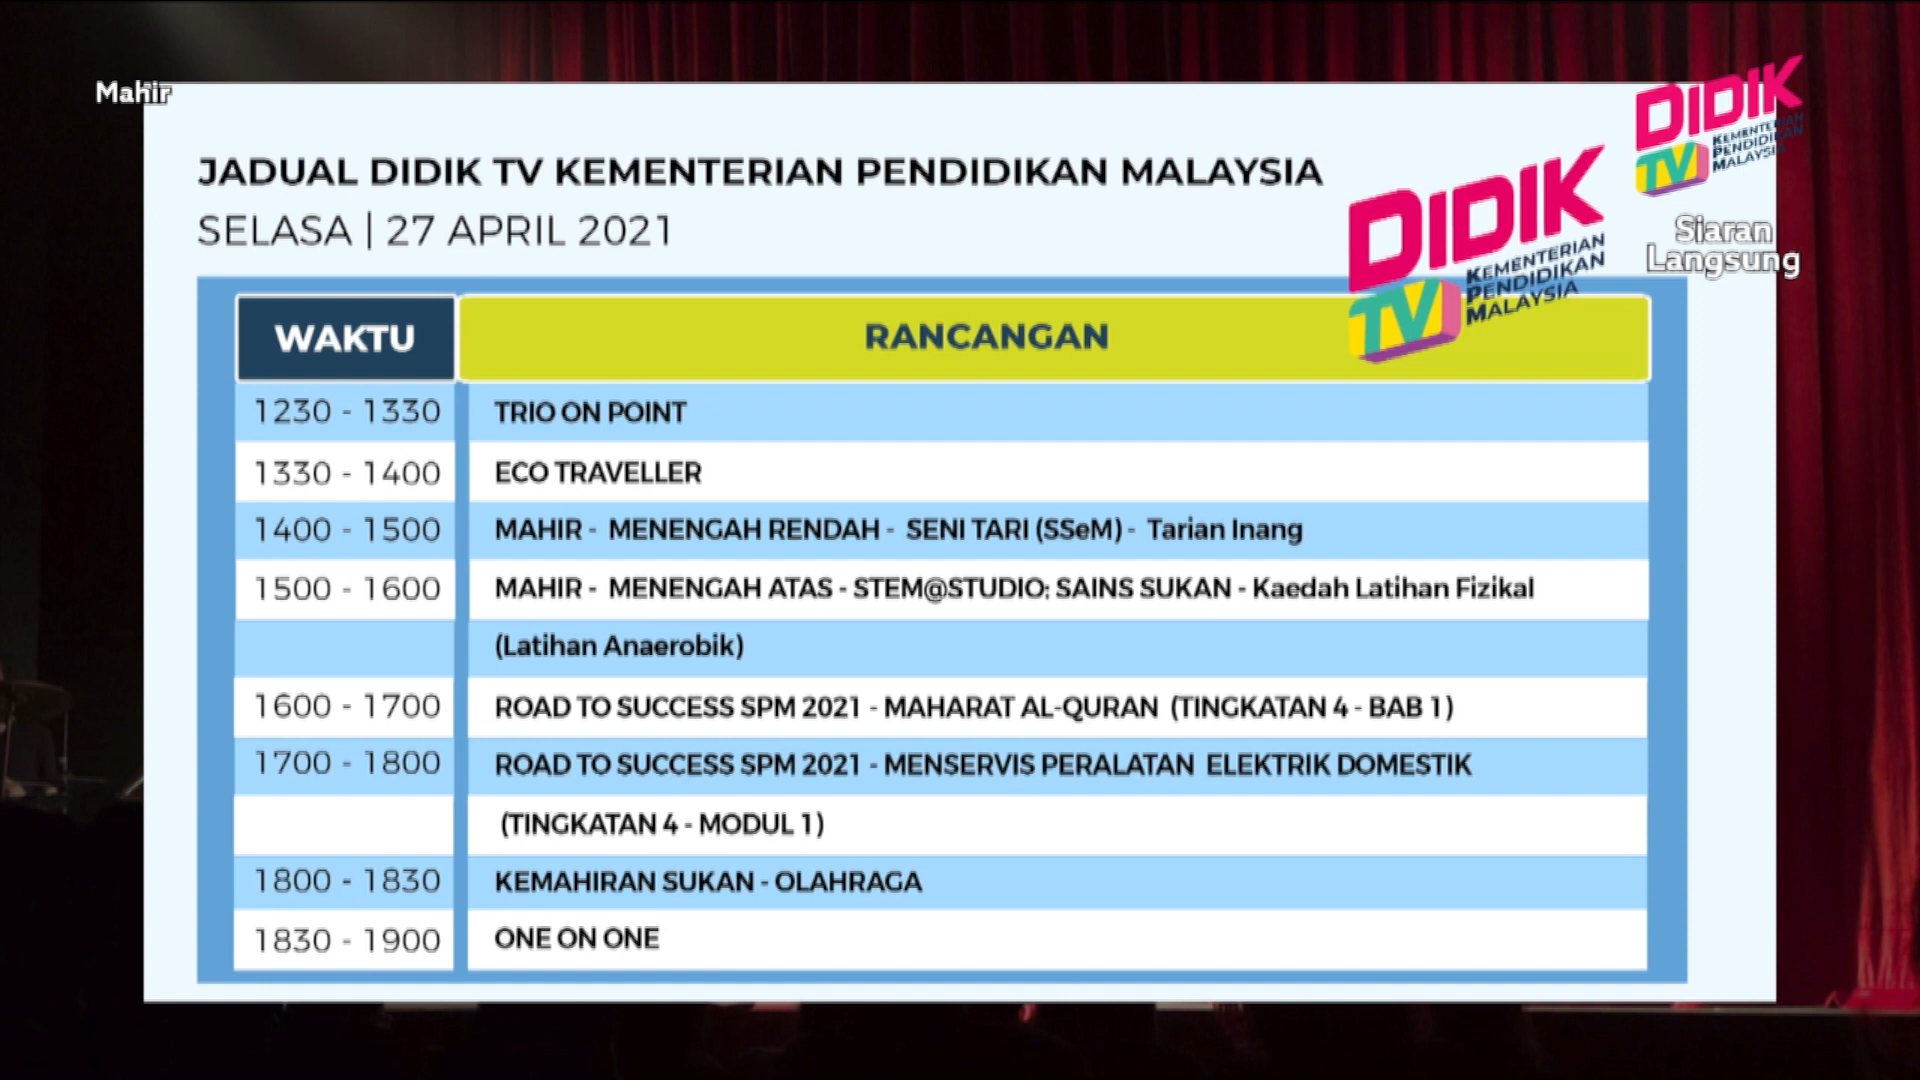 Mahir
DIDIK
TV
KEMENTERIAN
PENDIDIKAN
MALAYSIA
Siaran
Langsung
JADUAL DIDIK TV KEMENTERIAN PENDIDIKAN MALAYSIA
SELASA | 27 APRIL 2021
DIDIK
TV
KEMENTERIAN
PENDIDIKAN
MALAYSIA
WAKTU RANCANGAN
1230 - 1330 TRIO ON POINT
1330 - 1400 ECO TRAVELLER
1400 - 1500 MAHIR - MENENGAH RENDAH - SENI TARI (SSeM) - Tarian Inang
1500 - 1600 MAHIR - MENENGAH ATAS - STEM@STUDIO: SAINS SUKAN - Kaedah Latihan Fizikal
(Latihan Anaerobik)
1600 - 1700 ROAD TO SUCCESS SPM 2021 - MAHARAT AL-QURAN (TINGKATAN 4 - BAB 1)
1700 - 1800 ROAD TO SUCCESS SPM 2021 - MENSERVIS PERALATAN ELEKTRIK DOMESTIK
(TINGKATAN 4 - MODUL 1)
1800 - 1830 KEMAHIRAN SUKAN - OLAHRAGA
1830 - 1900 ONE ON ONE